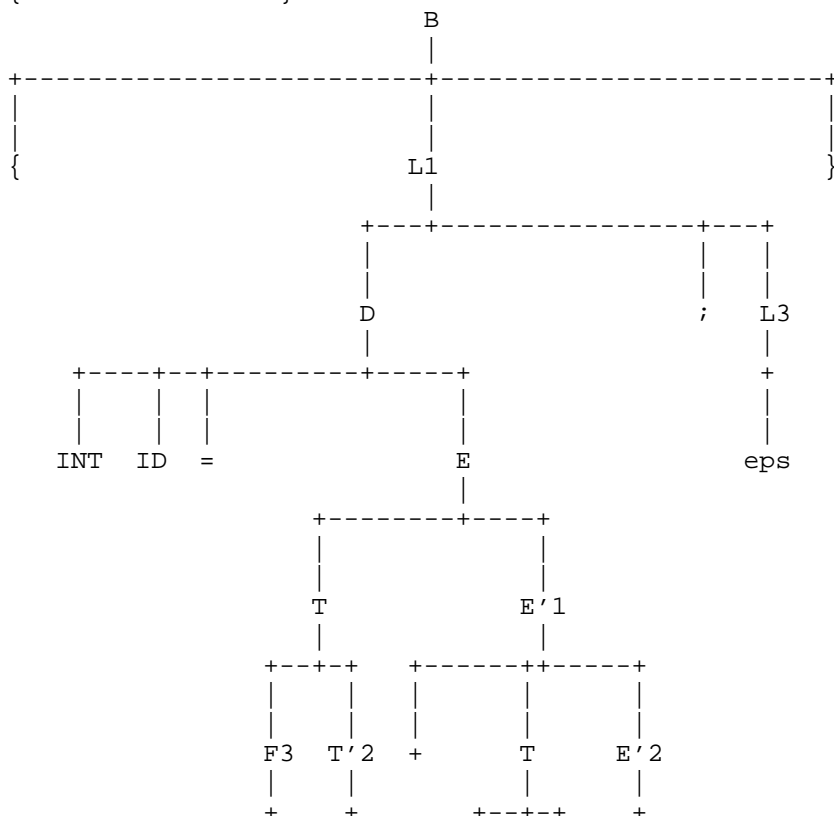 B
|
+--------------------------+-------------------------+
| | |
| | |
{ L1 }
|
+---+-----------------+---+
| | |
| | |
D ; L3
| |
+----+--+----------+-----+ +
| | | | |
| | | | |
INT ID = E eps
|
+---------+----+
| |
| |
T E'1
| |
+--+-+ +------++-----+
| | | | |
| | | | |
F3 T'2 + T E'2
| | | |
+ + +--+-+ +